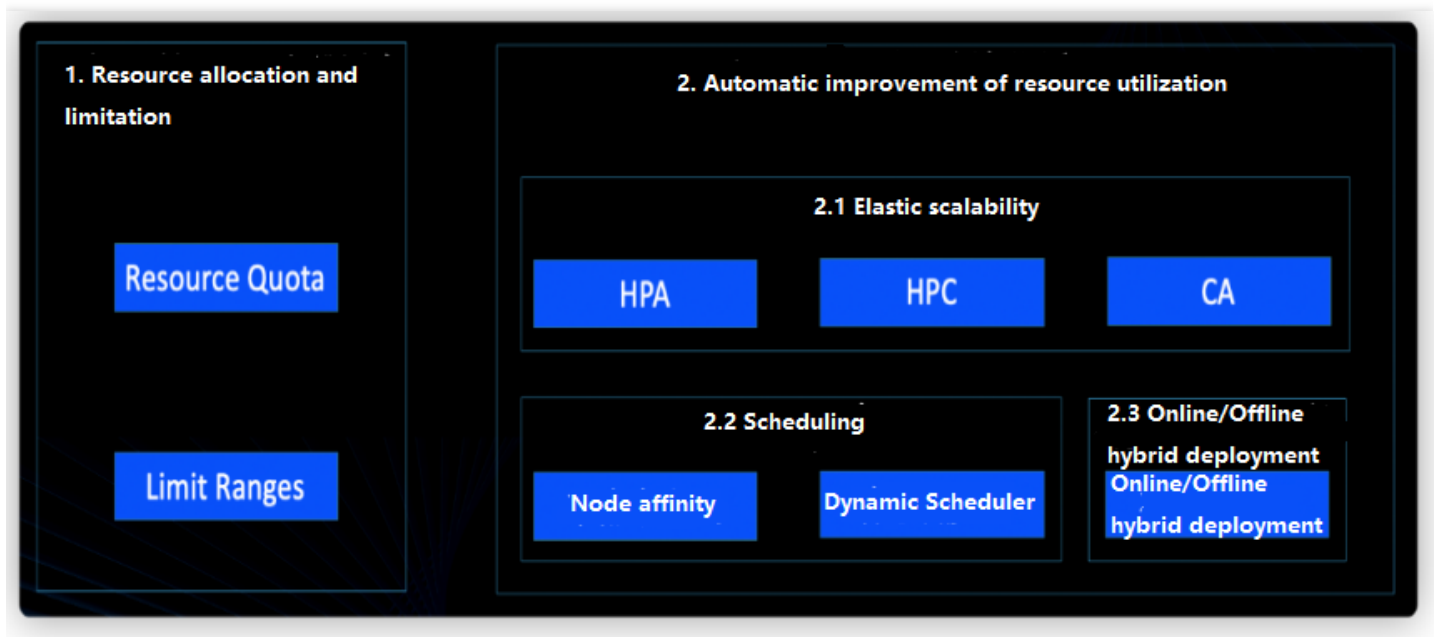 1. Resource allocation and
limitation
Resource Quota
Limit Ranges
2. Automatic improvement of resource utilization
2.1 Elastic scalability
HPA
HPC
CA
2.2 Scheduling
Node affinity
Dynamic Scheduler
2.3 Online/Offline
hybrid deployment
Online/Offline
hybrid deployment